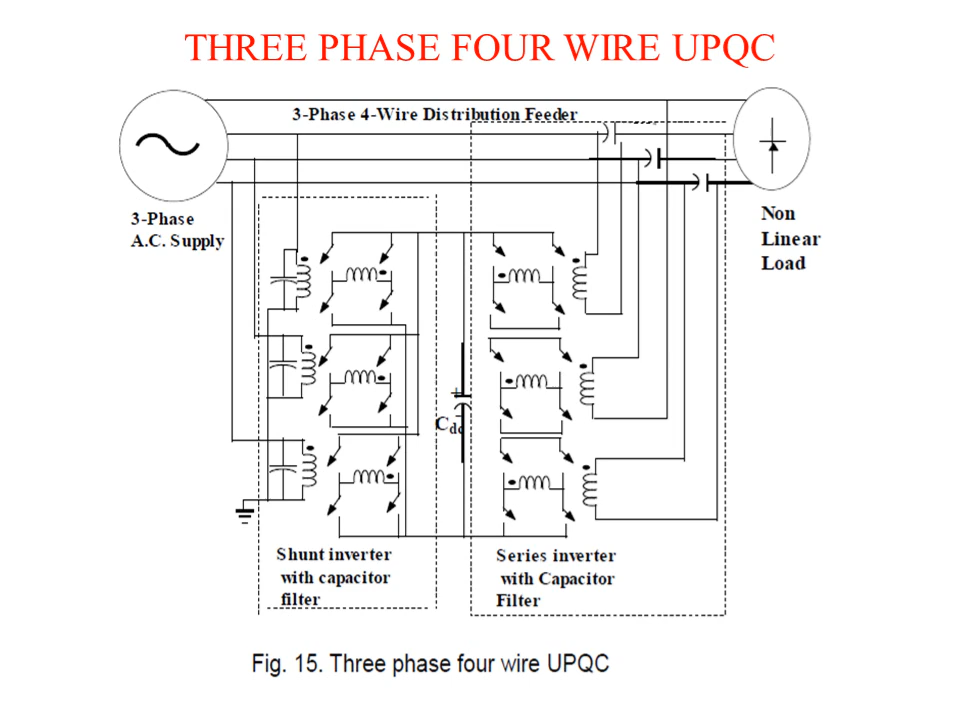 THREE PHASE FOUR WIRE UPQC
3-Phase 4-Wire Distribution Feeder
3-Phase
A.C. Supply
Non
Linear
Load
+
Cdc
Shunt inverter
with capacitor
filter
Series inverter
with Capacitor
Filter
Fig. 15. Three phase four wire UPQC